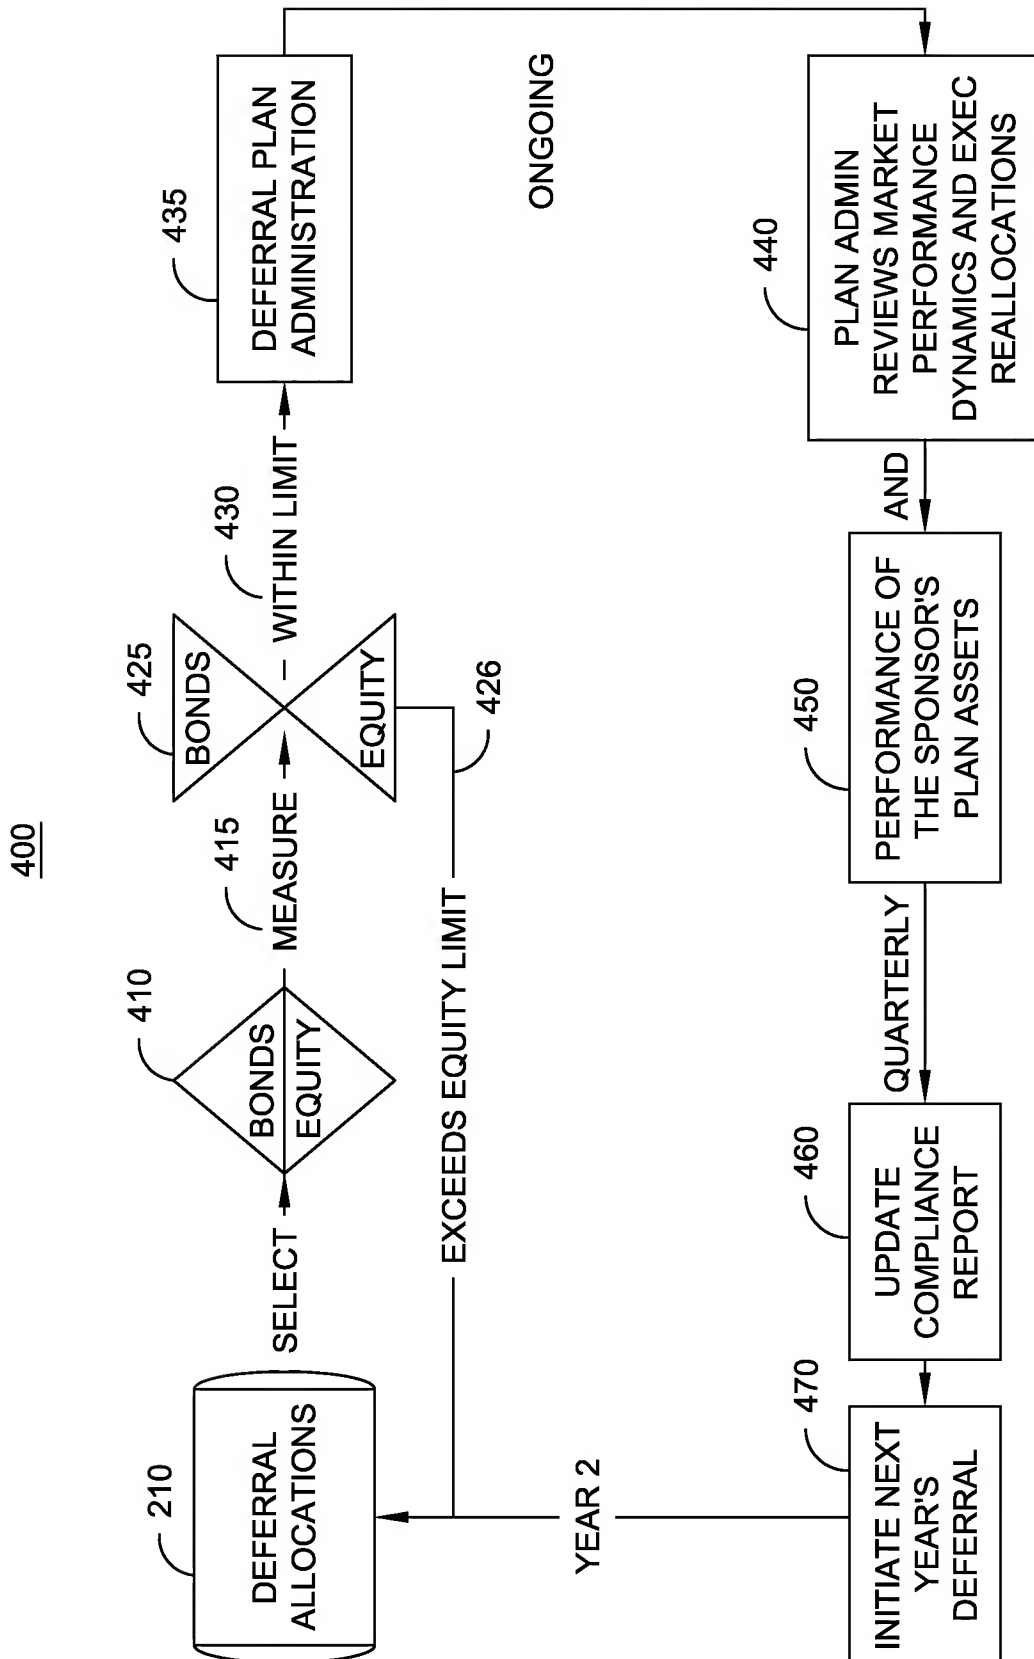 400
210
DEFERRAL
ALLOCATIONS
SELECT
410
BONDS
EQUITY
415
MEASURE
425
BONDS
EQUITY
430
WITHIN LIMIT
435
DEFERRAL PLAN
ADMINISTRATION
426
EXCEEDS EQUITY LIMIT
ONGOING
YEAR 2
470
INITIATE NEXT
YEAR'S
DEFERRAL
460
UPDATE
COMPLIANCE
REPORT
QUARTERLY
450
PERFORMANCE OF
THE SPONSOR'S
PLAN ASSETS
AND
440
PLAN ADMIN
REVIEWS MARKET
PERFORMANCE
DYNAMICS AND EXEC
REALLOCATIONS